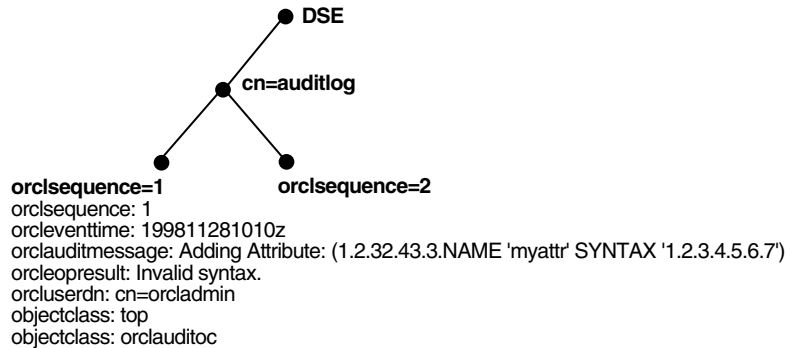 DSE
cn=auditlog
orclsequence=1
orclsequence=2
orclsequence: 1
orcleventtime: 199811281010z
orclauditmessage: Adding Attribute: (1.2.32.43.3.NAME 'myattr' SYNTAX '1.2.3.4.5.6.7')
orcleopresult: Invalid syntax.
orcluserdn: cn=orcladmin
objectclass: top
objectclass: orclauditoc